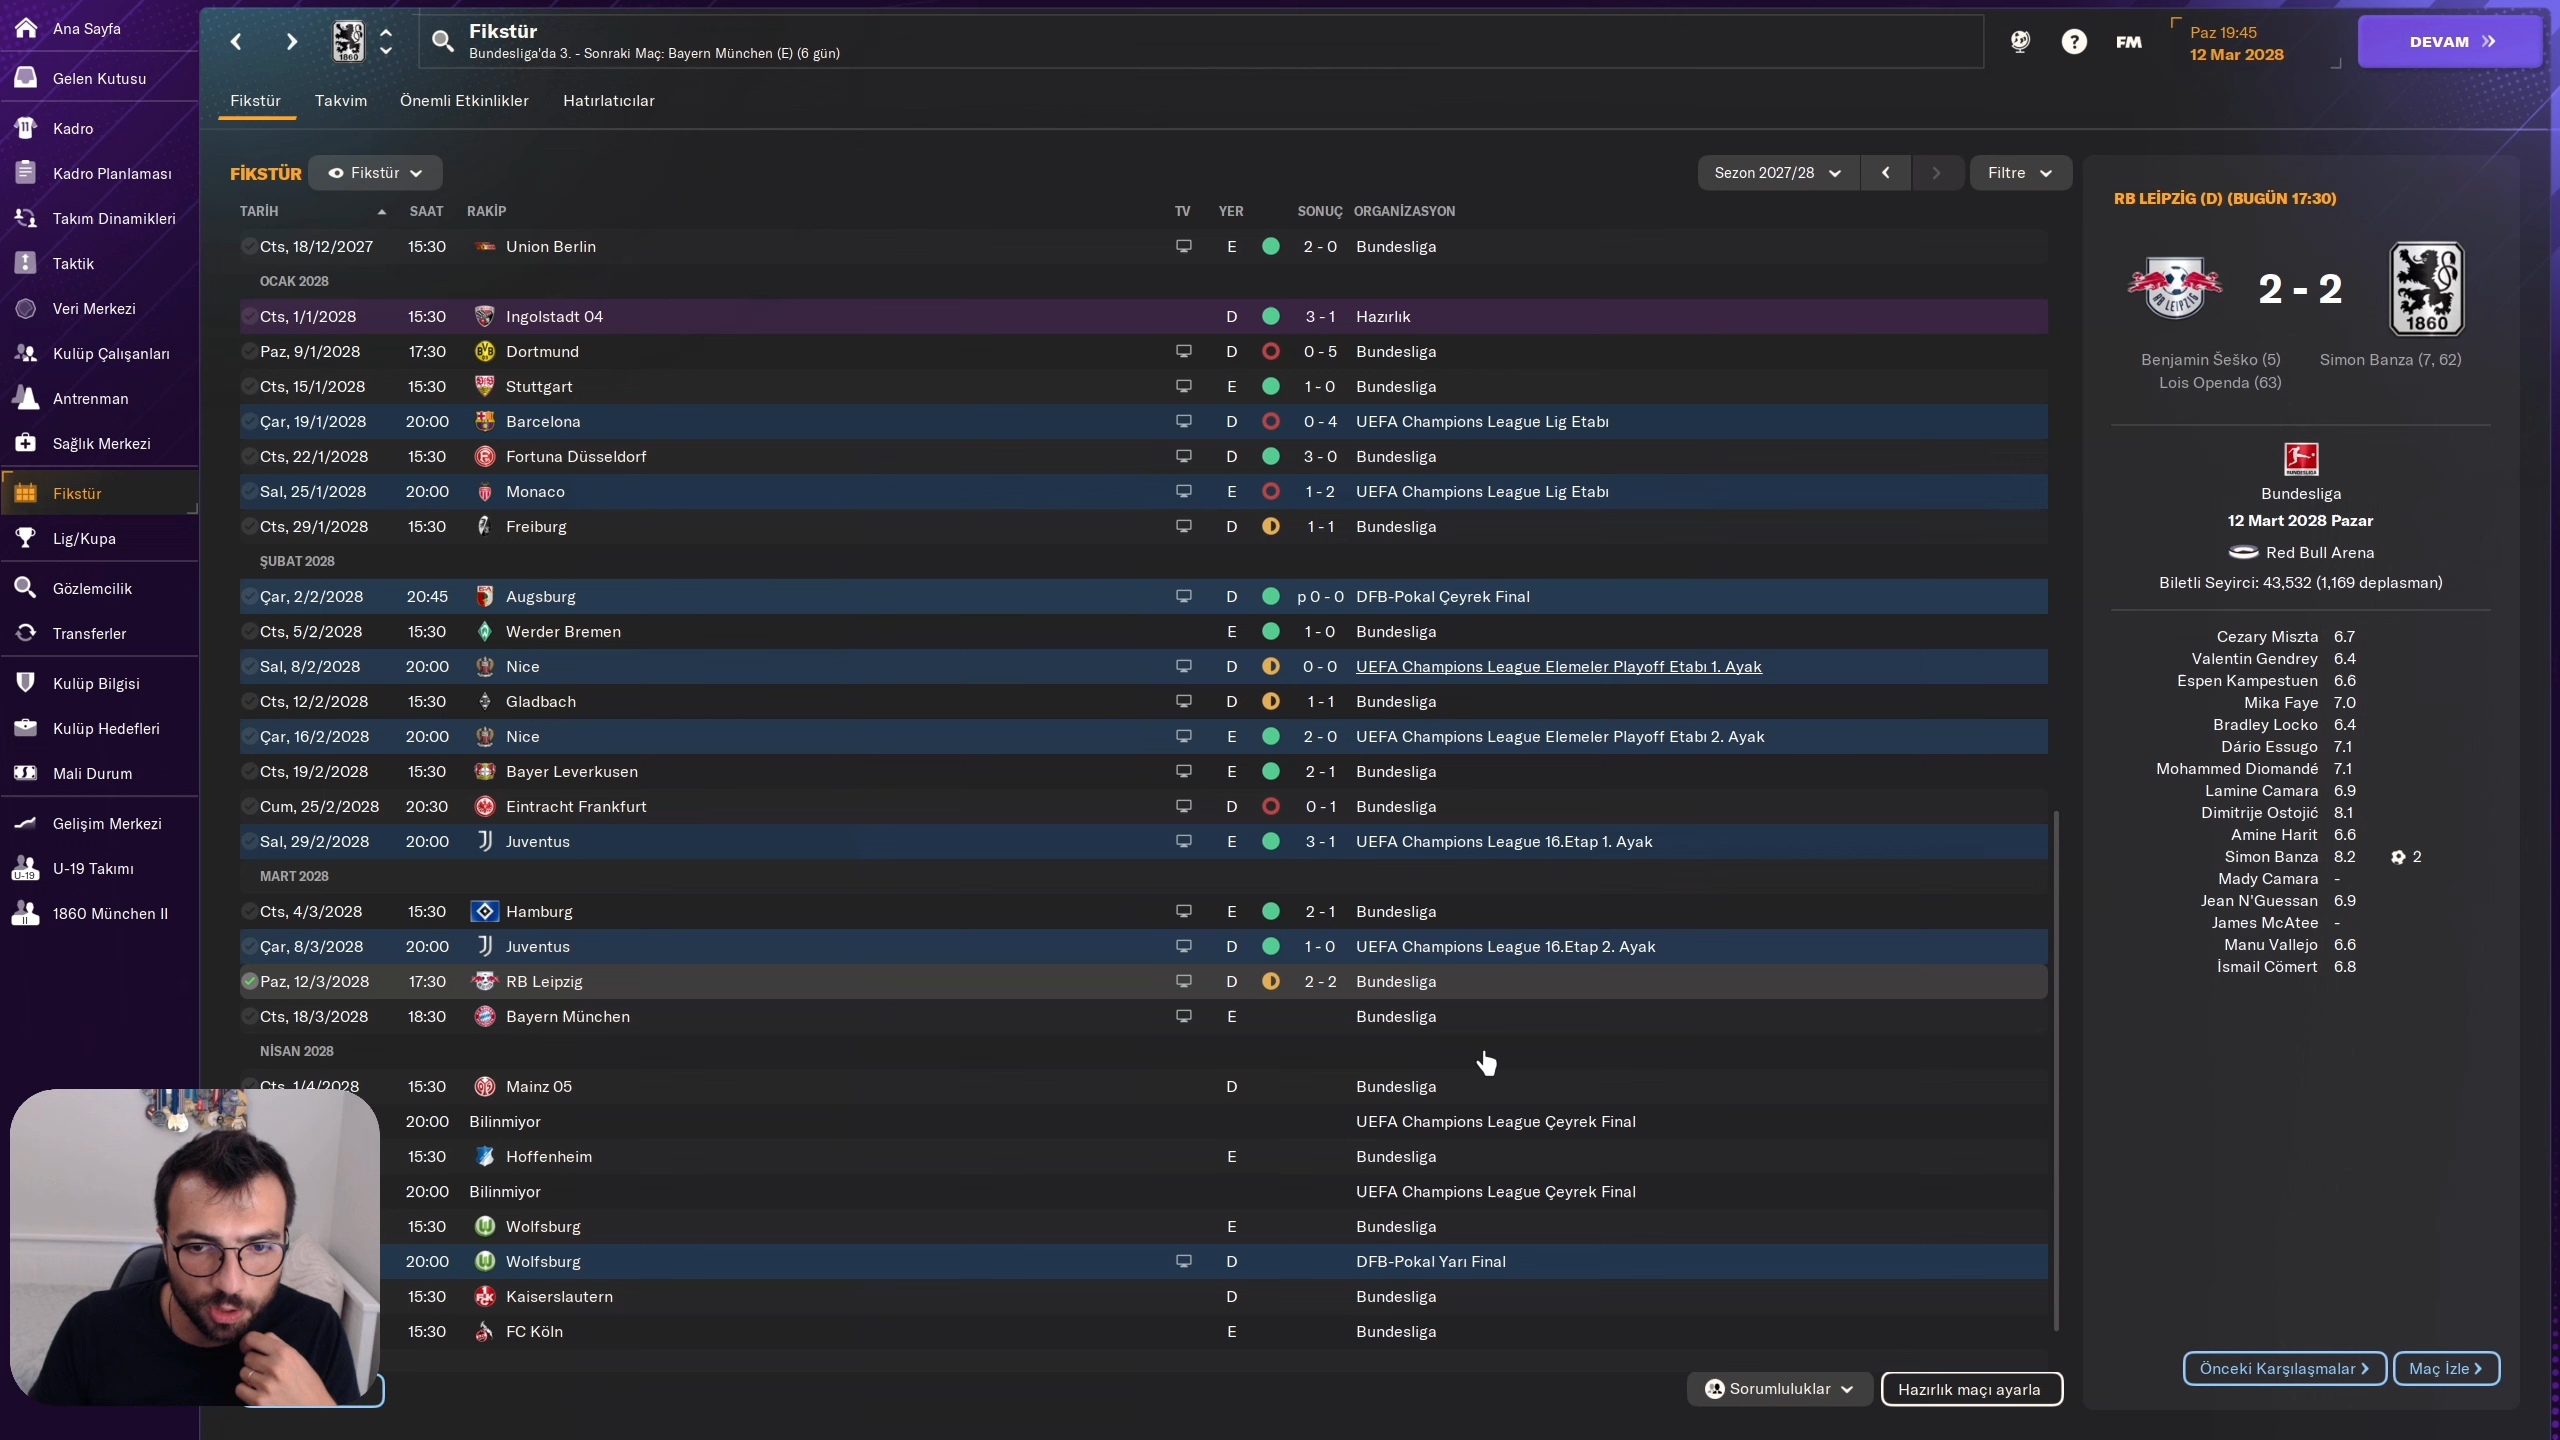 Ana Sayfa
Gelen Kutusu
Kadro
Kadro Planlaması
Takım Dinamikleri
Taktik
Veri Merkezi
Kulüp Çalışanları
Antrenman
Sağlık Merkezi
Fikstür
Lig/Kupa
Gözlemcilik
Transferler
Kulüp Bilgisi
Kulüp Hedefleri
Mali Durum
Gelişim Merkezi
U-19 Takımı
1860 München II
Fikstür
Bundesliga'da 3. - Sonraki Maç: Bayern München (E) (6 gün)
FM
Paz 19:45
12 Mar 2028
DEVAM
Fikstür Takvim Önemli Etkinlikler Hatırlatıcılar
FİKSTÜR Fikstür Sezon 2027/28 Filtre
TARİH SAAT RAKİP TV YER SONUÇ ORGANİZASYON
Cts, 18/12/2027 15:30 Union Berlin E 2 - 0 Bundesliga
OCAK 2028
Cts, 1/1/2028 15:30 Ingolstadt 04 D 3 - 1 Hazırlık
Paz, 9/1/2028 17:30 Dortmund D 0 - 5 Bundesliga
Cts, 15/1/2028 15:30 Stuttgart E 1 - 0 Bundesliga
Çar, 19/1/2028 20:00 Barcelona D 0 - 4 UEFA Champions League Lig Etabı
Cts, 22/1/2028 15:30 Fortuna Düsseldorf D 3 - 0 Bundesliga
Sal, 25/1/2028 20:00 Monaco E 1 - 2 UEFA Champions League Lig Etabı
Cts, 29/1/2028 15:30 Freiburg D 1 - 1 Bundesliga
ŞUBAT 2028
Çar, 2/2/2028 20:45 Augsburg D p 0 - 0 DFB-Pokal Çeyrek Final
Cts, 5/2/2028 15:30 Werder Bremen E 1 - 0 Bundesliga
Sal, 8/2/2028 20:00 Nice D 0 - 0 UEFA Champions League Elemeler Playoff Etabı 1. Ayak
Cts, 12/2/2028 15:30 Gladbach D 1 - 1 Bundesliga
Çar, 16/2/2028 20:00 Nice E 2 - 0 UEFA Champions League Elemeler Playoff Etabı 2. Ayak
Cts, 19/2/2028 15:30 Bayer Leverkusen E 2 - 1 Bundesliga
Cum, 25/2/2028 20:30 Eintracht Frankfurt D 0 - 1 Bundesliga
Sal, 29/2/2028 20:00 Juventus E 3 - 1 UEFA Champions League 16.Etap 1. Ayak
MART 2028
Cts, 4/3/2028 15:30 Hamburg E 2 - 1 Bundesliga
Çar, 8/3/2028 20:00 Juventus D 1 - 0 UEFA Champions League 16.Etap 2. Ayak
Paz, 12/3/2028 17:30 RB Leipzig D 2 - 2 Bundesliga
Cts, 18/3/2028 18:30 Bayern München E Bundesliga
NİSAN 2028
Cts, 1/4/2028 15:30 Mainz 05 D Bundesliga
20:00 Bilinmiyor UEFA Champions League Çeyrek Final
15:30 Hoffenheim E Bundesliga
20:00 Bilinmiyor UEFA Champions League Çeyrek Final
15:30 Wolfsburg E Bundesliga
20:00 Wolfsburg D DFB-Pokal Yarı Final
15:30 Kaiserslautern D Bundesliga
15:30 FC Köln E Bundesliga
Sorumluluklar Hazırlık maçı ayarla
RB LEİPZİG (D) (BUGÜN 17:30)
RB LEIPZIG 2 - 2 1860
Benjamin Šeško (5) Simon Banza (7, 62)
Lois Openda (63)
BUNDESLIGA
Bundesliga
12 Mart 2028 Pazar
Red Bull Arena
Biletli Seyirci: 43,532 (1,169 deplasman)
Cezary Miszta 6.7
Valentin Gendrey 6.4
Espen Kampestuen 6.6
Mika Faye 7.0
Bradley Locko 6.4
Dário Essugo 7.1
Mohammed Diomandé 7.1
Lamine Camara 6.9
Dimitrije Ostojić 8.1
Amine Harit 6.6
Simon Banza 8.2 2
Mady Camara -
Jean N'Guessan 6.9
James McAtee -
Manu Vallejo 6.6
İsmail Cömert 6.8
Önceki Karşılaşmalar Maç İzle